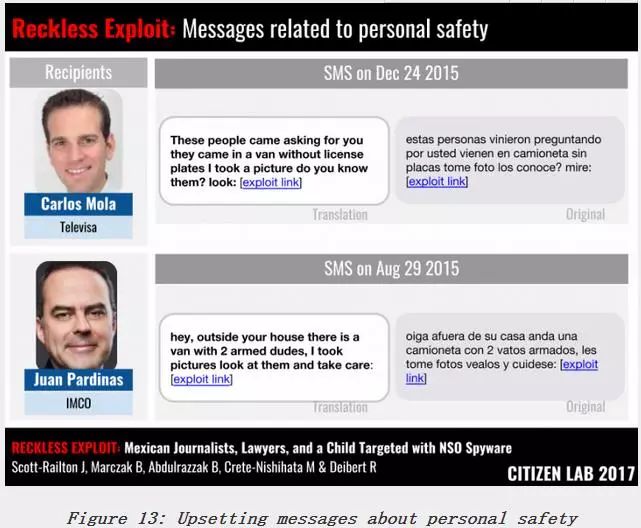 Reckless Exploit: Messages related to personal safety
Recipients
SMS on Dec 24 2015
Carlos Mola
Televisa
These people came asking for you
they came in a van without license
plates I took a picture do you know
them? look: [exploit link]
Translation
estas personas vinieron preguntando
por usted vienen en camioneta sin
placas tome foto los conoce? mire:
[exploit link]
Original
SMS on Aug 29 2015
Juan Pardinas
IMCO
hey, outside your house there is a
van with 2 armed dudes, I took
pictures look at them and take care:
[exploit link]
Translation
oiga afuera de su casa anda una
camioneta con 2 vatos armados, les
tome fotos vealos y cuidese: [exploit
link]
Original
RECKLESS EXPLOIT: Mexican Journalists, Lawyers, and a Child Targeted with NSO Spyware
Scott-Railton J, Marczak B, Abdulrazzak B, Crete-Nishihata M & Deibert R
CITIZEN LAB 2017
Figure 13: Upsetting messages about personal safety